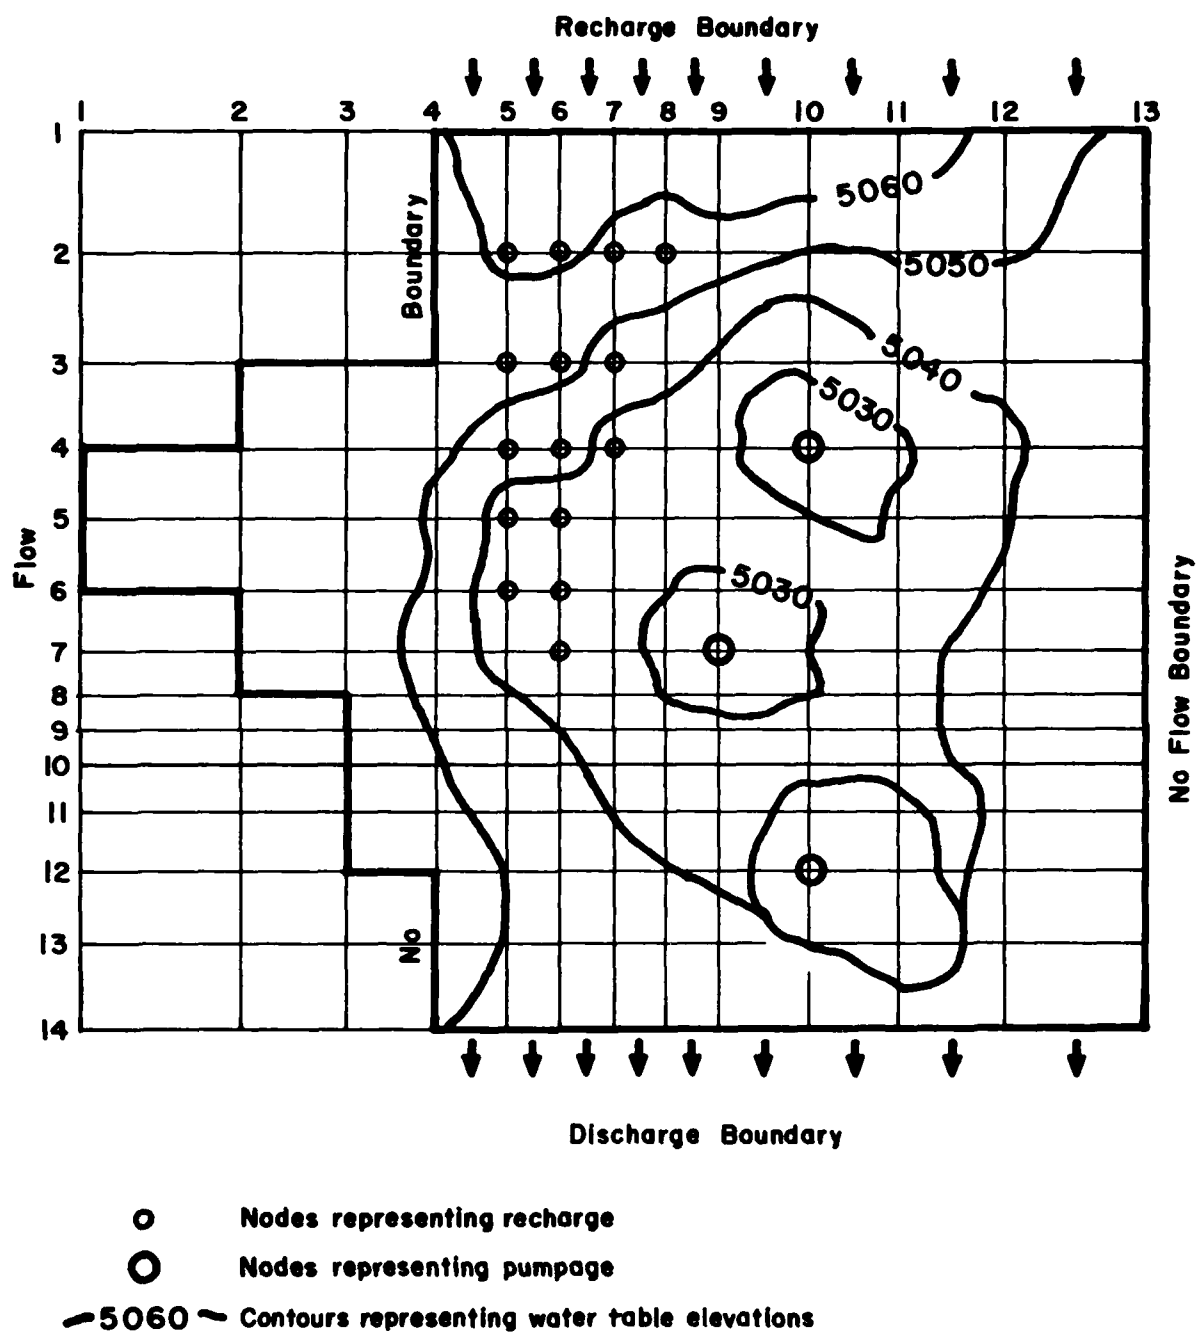 Recharge Boundary
1 2 3 4 5 6 7 8 9 10 11 12 13
1
5060
Boundary
2
5050
3
5040
5030
4
5
Flow
6
5030
No Flow Boundary
7
8
9
10
11
12
13
No
14
Discharge Boundary
Nodes representing recharge
Nodes representing pumpage
5060 Contours representing water table elevations